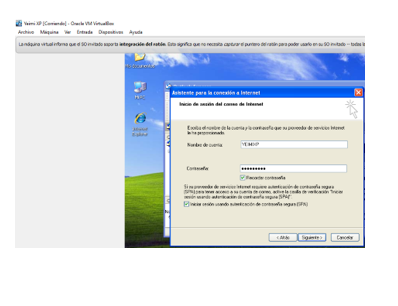 Yeimi XP [Corriendo] - Oracle VM VirtualBox
Archivo Máquina Ver Entrada Dispositivos Ayuda
La máquina virtual informa que el SO invitado soporta integración del ratón. Esto significa que no necesita capturar el puntero del ratón para poder usarlo en su SO invitado -- todas
Asistente para la conexión a Internet
Inicio de sesión del correo de Internet
Escriba el nombre de la cuenta y la contraseña que su proveedor de servicios Internet
le ha proporcionado.
Nombre de cuenta:
Contraseña:
Recordar contraseña
Si su proveedor de servicios Internet requiere autenticación de contraseña segura
(SPA) para tener acceso a su cuenta de correo, active la casilla de verificación "Iniciar
sesión usando autenticación de contraseña segura (SPA)".
Iniciar sesión usando autenticación de contraseña segura (SPA)
< Atrás Siguiente > Cancelar